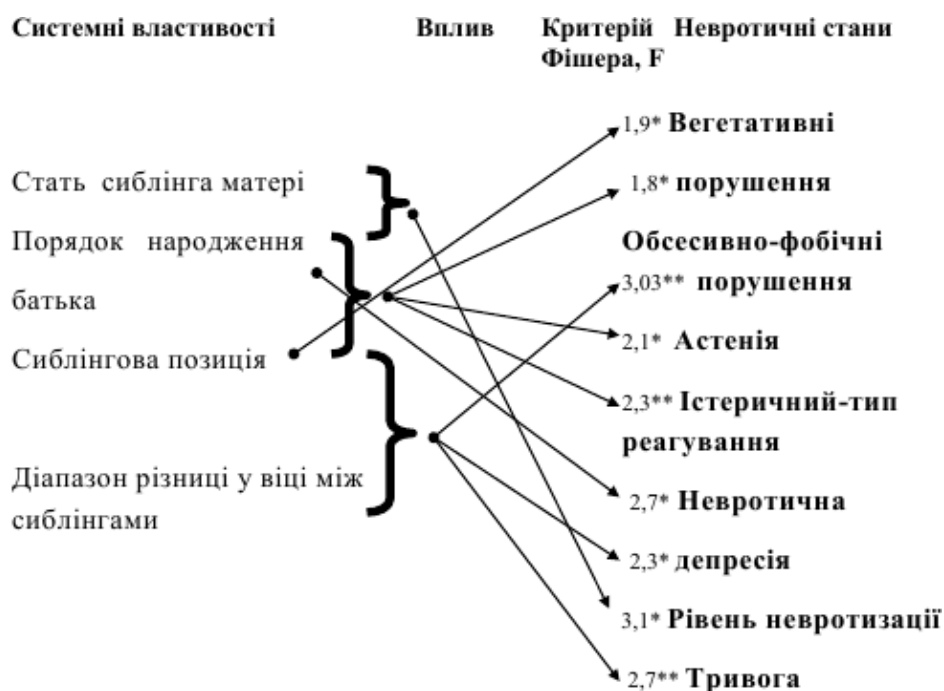 Системні властивості Вплив Критерій Невротичні стани
Фішера, F
1,9* Вегетативні
Стать сиблінга матері
1,8* порушення
Порядок народження
Обсесивно-фобічні
батька
3,03** порушення
2,1* Астенія
Сиблінгова позиція
2,3** Істеричний-тип
реагування
Діапазон різниці у віці між
2,7* Невротична
сиблінгами
2,3* депресія
3,1* Рівень невротизації
2,7** Тривога